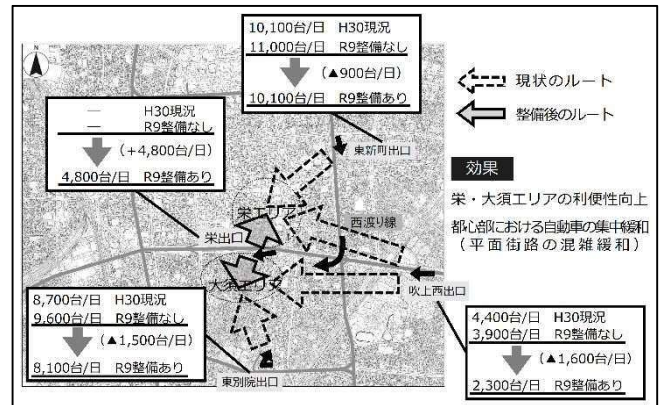 10,100台/日 H30現況
11,000台/日 R9整備なし
(▲900台/日)
10,100台/日 R9整備あり
N
― H30現況
― R9整備なし
(+4,800台/日)
4,800台/日 R9整備あり
現状のルート
整備後のルート
効果
栄・大須エリアの利便性向上
都心部における自動車の集中緩和
(平面街路の混雑緩和)
東新町出口
栄エリア
西渡り線
栄出口
大須エリア
吹上西出口
8,700台/日 H30現況
9,600台/日 R9整備なし
(▲1,500台/日)
8,100台/日 R9整備あり
東別院出口
4,400台/日 H30現況
3,900台/日 R9整備なし
(▲1,600台/日)
2,300台/日 R9整備あり